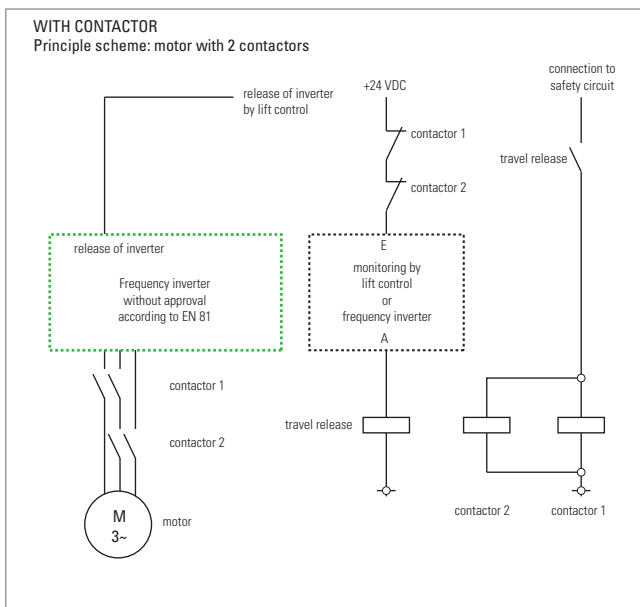 WITH CONTACTOR
Principle scheme: motor with 2 contactors
release of inverter
by lift control
+24 VDC
connection to
safety circuit
contactor 1
travel release
contactor 2
release of inverter
Frequency inverter
without approval
according to EN 81
E
monitoring by
lift control
or
frequency inverter
A
contactor 1
contactor 2
travel release
M
3~
motor
contactor 2
contactor 1